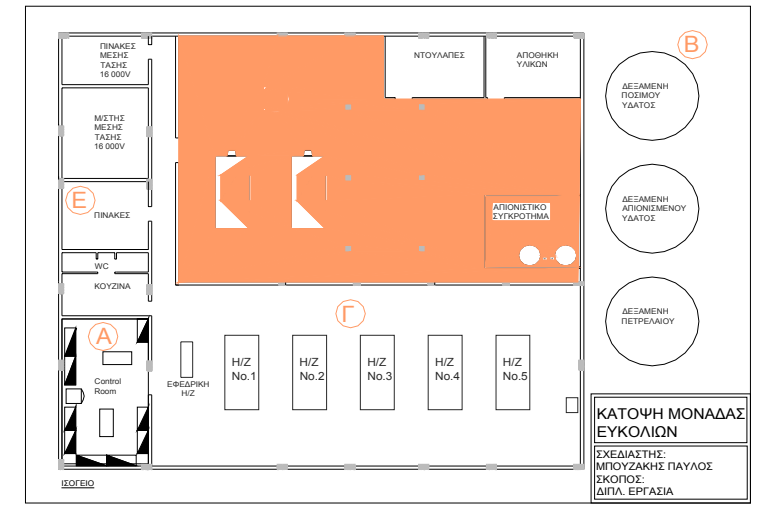 ΠΙΝΑΚΕΣ
ΜΕΣΗΣ
ΤΑΣΗΣ
16 000V
ΝΤΟΥΛΑΠΕΣ
ΑΠΟΘΗΚΗ
ΥΛΙΚΩΝ
Β
ΔΕΞΑΜΕΝΗ
ΠΟΣΙΜΟΥ
ΥΔΑΤΟΣ
Μ/ΣΤΗΣ
ΜΕΣΗΣ
ΤΑΣΗΣ
16 000V
Ε
ΠΙΝΑΚΕΣ
ΑΠΙΟΝΙΣΤΙΚΟ
ΣΥΓΚΡΟΤΗΜΑ
ΔΕΞΑΜΕΝΗ
ΑΠΙΟΝΙΣΜΕΝΟΥ
ΥΔΑΤΟΣ
WC
ΚΟΥΖΙΝΑ
Γ
ΔΕΞΑΜΕΝΗ
ΠΕΤΡΕΛΑΙΟΥ
Α
Control
Room
ΕΦΕΔΡΙΚΗ
Η/Ζ
Η/Ζ
No.1
Η/Ζ
No.2
Η/Ζ
No.3
Η/Ζ
No.4
Η/Ζ
No.5
ΚΑΤΟΨΗ ΜΟΝΑΔΑΣ
ΕΥΚΟΛΙΩΝ
ΣΧΕΔΙΑΣΤΗΣ:
ΜΠΟΥΖΑΚΗΣ ΠΑΥΛΟΣ
ΣΚΟΠΟΣ:
ΔΙΠΛ. ΕΡΓΑΣΙΑ
ΙΣΟΓΕΙΟ